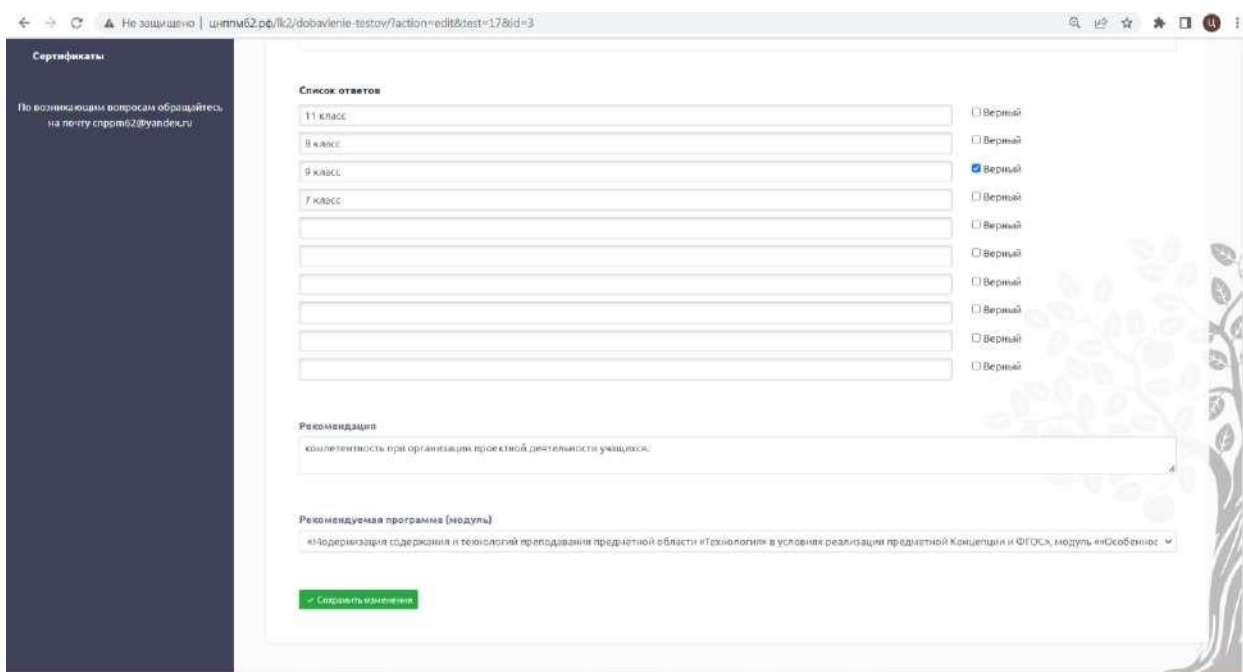 Не защищено | цнппм62.рф/lk2/dobavlenie-testov/?action=edit&test=17&id=3
Ц
Сертификаты
По возникающим вопросам обращайтесь
на почту cnppm62@yandex.ru
Список ответов
11 класс
Верный
8 класс
Верный
9 класс
Верный
7 класс
Верный
Верный
Верный
Верный
Верный
Верный
Верный
Рекомендация
компетентность при организации проектной деятельности учащихся.
Рекомендуемая программа (модуль)
«Модернизация содержания и технологий преподавания предметной области «Технология» в условиях реализации предметной Концепции и ФГОС», модуль ««Особеннос
Сохранить изменения